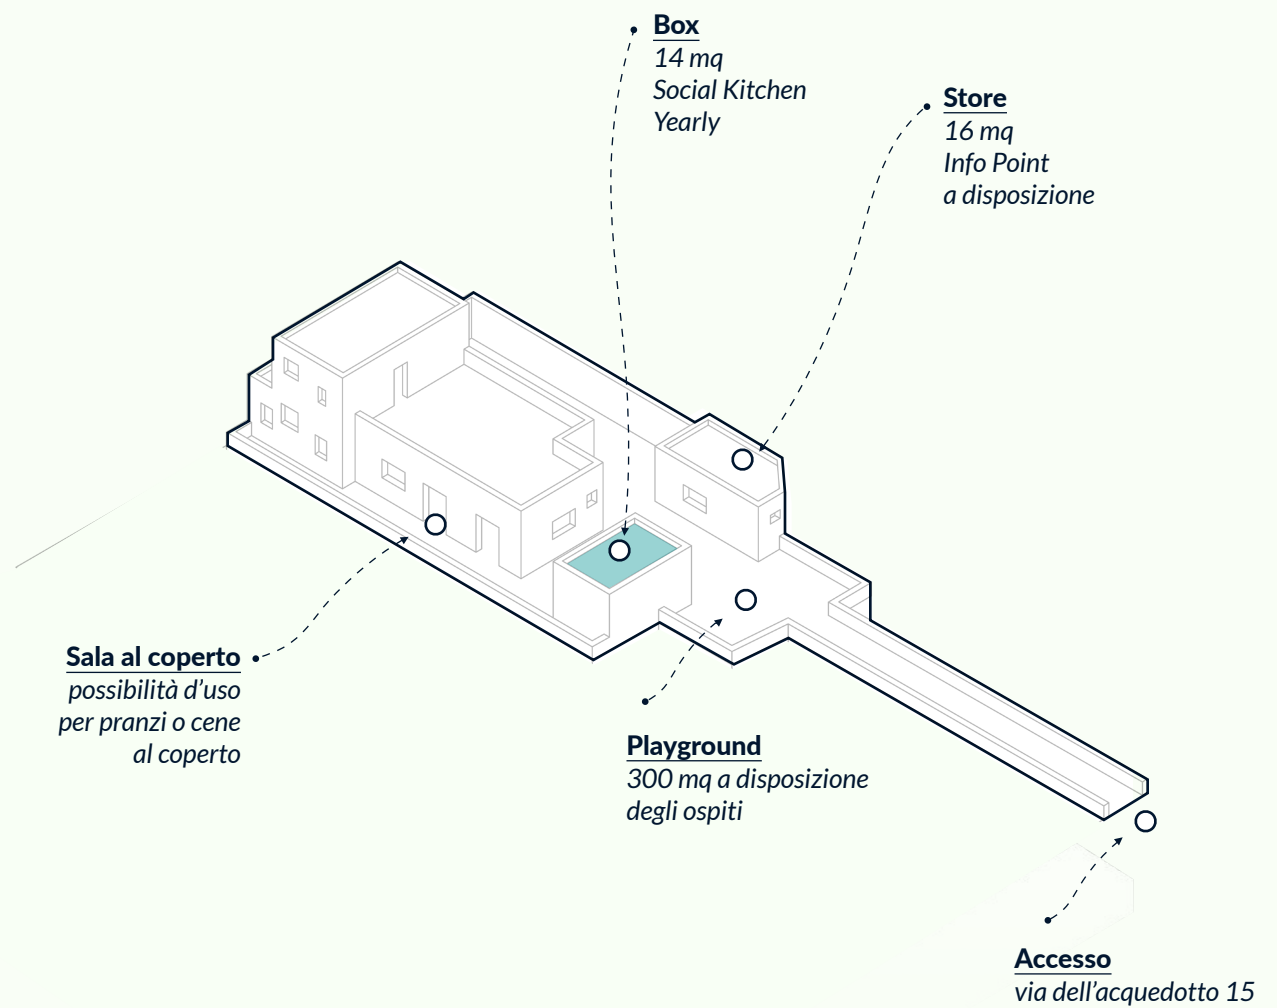 Box
14 mq
Social Kitchen
Yearly
Store
16 mq
Info Point
a disposizione
Sala al coperto
possibilità d’uso
per pranzi o cene
al coperto
Playground
300 mq a disposizione
degli ospiti
Accesso
via dell’acquedotto 15